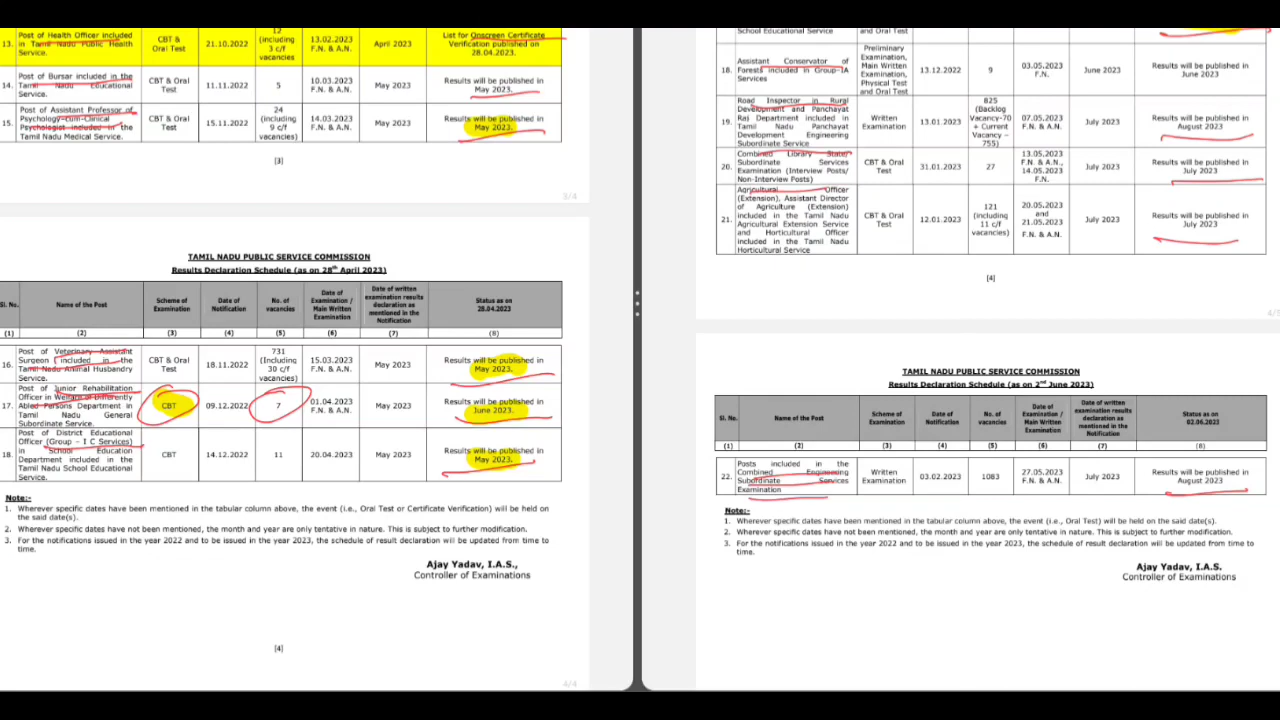 13. Post of Health Officer included in Tamil Nadu Public Health Service. CBT & Oral Test 21.10.2022 12 (including 3 c/f vacancies) 13.02.2023 F.N. & A.N. April 2023 List for Onscreen Certificate Verification published on 28.04.2023.
14. Post of Bursar included in the Tamil Nadu Educational Service. CBT & Oral Test 11.11.2022 5 10.03.2023 F.N. & A.N. May 2023 Results will be published in May 2023.
15. Post of Assistant Professor of Psychology-cum-Clinical Psychologist included in the Tamil Nadu Medical Service. CBT & Oral Test 15.11.2022 24 (including 9 c/f vacancies) 14.03.2023 F.N. & A.N. May 2023 Results will be published in May 2023.
[3]
3/4
TAMIL NADU PUBLIC SERVICE COMMISSION
Results Declaration Schedule (as on 28th April 2023)
Sl. No. Name of the Post Scheme of Examination Date of Notification No. of vacancies Date of Examination / Main Written Examination Date of written examination results declaration as mentioned in the Notification Status as on 28.04.2023
(1) (2) (3) (4) (5) (6) (7) (8)
16. Post of Veterinary Assistant Surgeon (included in the Tamil Nadu Animal Husbandry Service. CBT & Oral Test 18.11.2022 731 (Including 30 c/f vacancies) 15.03.2023 F.N. & A.N. May 2023 Results will be published in May 2023.
17. Post of Junior Rehabilitation Officer in Welfare of Differently Abled Persons Department in Tamil Nadu General Subordinate Service. CBT 09.12.2022 7 01.04.2023 F.N. & A.N. May 2023 Results will be published in June 2023.
18. Post of District Educational Officer (Group – I C Services) in School Education Department included in the Tamil Nadu School Educational Service. CBT 14.12.2022 11 20.04.2023 May 2023 Results will be published in May 2023.
Note:-
1. Wherever specific dates have been mentioned in the tabular column above, the event (i.e., Oral Test or Certificate Verification) will be held on
the said date(s).
2. Wherever specific dates have not been mentioned, the month and year are only tentative in nature. This is subject to further modification.
3. For the notifications issued in the year 2022 and to be issued in the year 2023, the schedule of result declaration will be updated from time to
time.
Ajay Yadav, I.A.S.,
Controller of Examinations
[4]
4/4
School Educational Service and Oral Test
18. Assistant Conservator of Forests included in Group-IA Services Preliminary Examination, Main Written Examination, Physical Test and Oral Test 13.12.2022 9 03.05.2023 F.N. June 2023 Results will be published in June 2023
19. Road Inspector in Rural Development and Panchayat Raj Department included in Tamil Nadu Panchayat Development Engineering Subordinate Service Written Examination 13.01.2023 825 (Backlog Vacancy-70 + Current Vacancy – 755) 07.05.2023 F.N. & A.N. July 2023 Results will be published in August 2023
20. Combined Library State/ Subordinate Services Examination (Interview Posts/ Non-Interview Posts) CBT & Oral Test 31.01.2023 27 13.05.2023 F.N. & A.N., 14.05.2023 F.N. July 2023 Results will be published in July 2023
21. Agricultural Officer (Extension), Assistant Director of Agriculture (Extension) included in the Tamil Nadu Agricultural Extension Service and Horticultural Officer included in the Tamil Nadu Horticultural Service CBT & Oral Test 12.01.2023 121 (including 11 c/f vacancies) 20.05.2023 and 21.05.2023 F.N. & A.N. July 2023 Results will be published in July 2023
[4]
TAMIL NADU PUBLIC SERVICE COMMISSION
Results Declaration Schedule (as on 2nd June 2023)
Sl. No. Name of the Post Scheme of Examination Date of Notification No. of vacancies Date of Examination / Main Written Examination Date of written examination results declaration as mentioned in the Notification Status as on 02.06.2023
(1) (2) (3) (4) (5) (6) (7) (8)
22. Posts included in the Combined Engineering Subordinate Services Examination Written Examination 03.02.2023 1083 27.05.2023 F.N. & A.N. July 2023 Results will be published in August 2023
Note:-
1. Wherever specific dates have been mentioned in the tabular column above, the event (i.e., Oral Test) will be held on the said date(s).
2. Wherever specific dates have not been mentioned, the month and year are only tentative in nature. This is subject to further modification.
3. For the notifications issued in the year 2022 and to be issued in the year 2023, the schedule of result declaration will be updated from time to
time.
Ajay Yadav, I.A.S.
Controller of Examinations